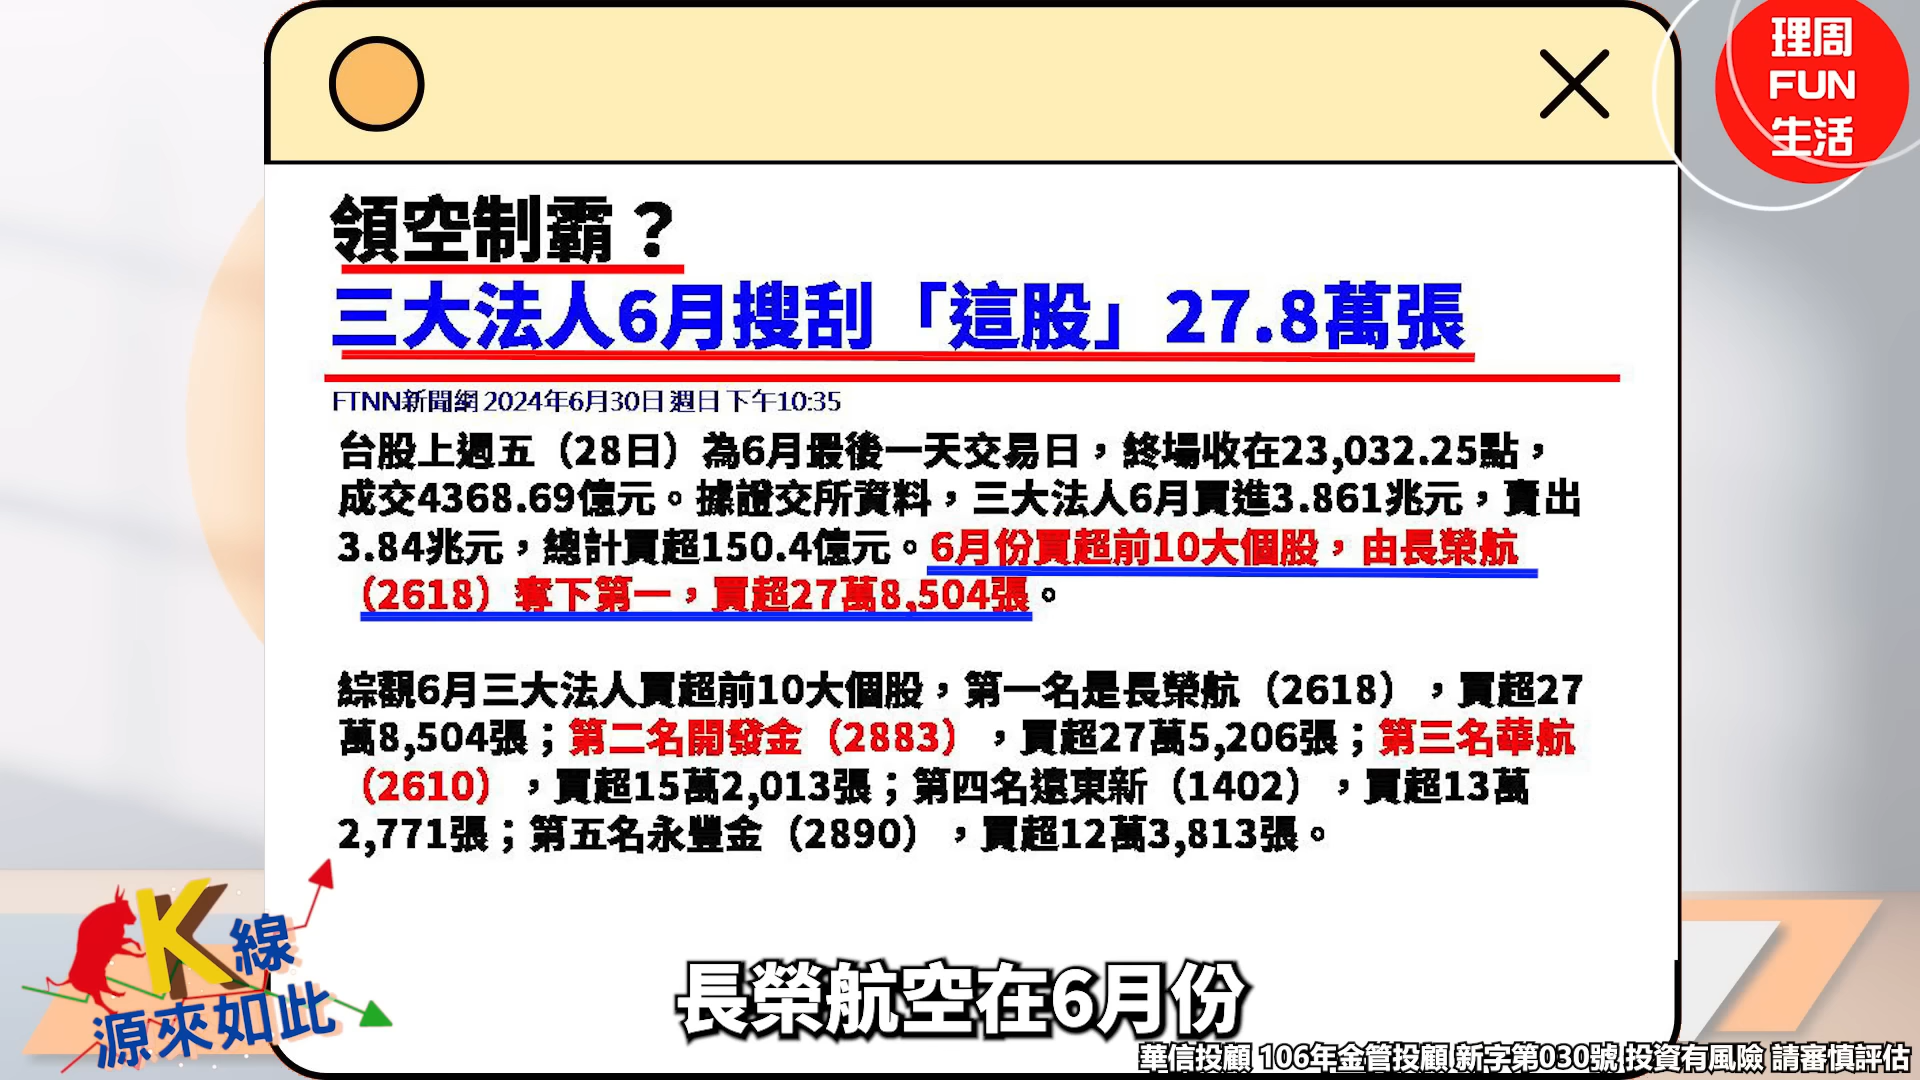 理周
FUN
生活
領空制霸？
三大法人6月搜刮「這股」27.8萬張
FTNN新聞網 2024年6月30日 週日 下午10:35
台股上週五（28日）為6月最後一天交易日，終場收在23,032.25點，
成交4368.69億元。據證交所資料，三大法人6月買進3.861兆元，賣出
3.84兆元，總計買超150.4億元。6月份買超前10大個股，由長榮航
（2618）奪下第一，買超27萬8,504張。
綜觀6月三大法人買超前10大個股，第一名是長榮航（2618），買超27
萬8,504張；第二名開發金（2883），買超27萬5,206張；第三名華航
（2610），買超15萬2,013張；第四名遠東新（1402），買超13萬
2,771張；第五名永豐金（2890），買超12萬3,813張。
K線
源來如此
長榮航空在6月份
華信投顧 106年金管投顧 新字第030號 投資有風險 請審慎評估